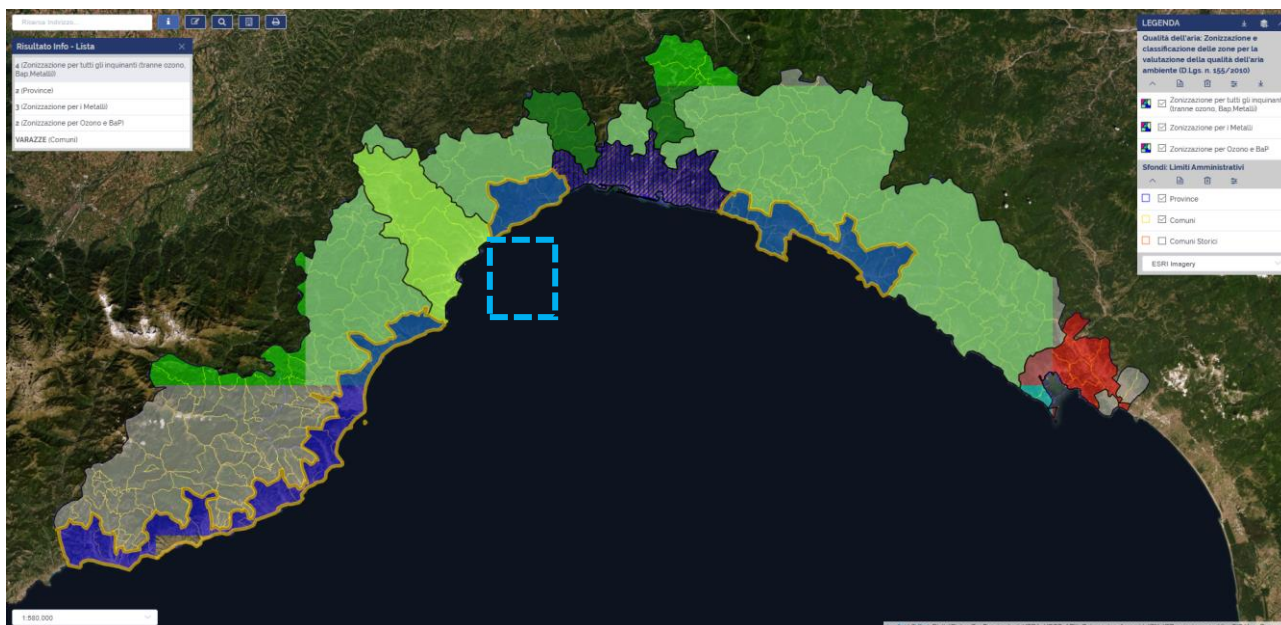 Ricerca Indirizzo...
Risultato Info - Lista
4 (Zonizzazione per tutti gli inquinanti (tranne ozono,
Bap,Metalli))
2 (Province)
3 (Zonizzazione per i Metalli)
2 (Zonizzazione per Ozono e BaP)
VARAZZE (Comuni)
LEGENDA
Qualità dell'aria: Zonizzazione e
classificazione delle zone per la
valutazione della qualità dell'aria
ambiente (D.Lgs. n. 155/2010)
Zonizzazione per tutti gli inquinanti
(tranne ozono, Bap,Metalli)
Zonizzazione per i Metalli
Zonizzazione per Ozono e BaP
Sfondi: Limiti Amministrativi
Province
Comuni
Comuni Storici
ESRI Imagery
1:580.000